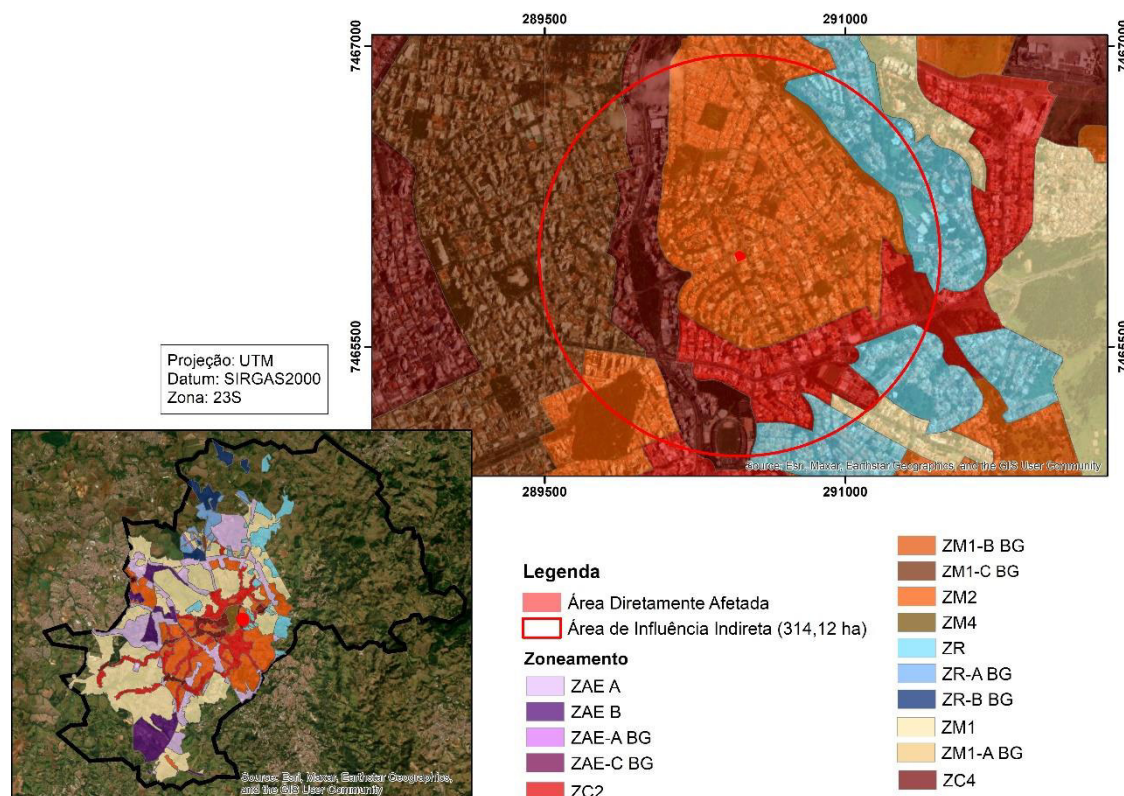 289500
291000
7467000
7467000
7465500
7465500
Source: Esri, Maxar, Earthstar Geographics, and the GIS User Community
289500
291000
Projeção: UTM
Datum: SIRGAS2000
Zona: 23S
Source: Esri, Maxar, Earthstar Geographics,
and the GIS User Community
Legenda
Área Diretamente Afetada
Área de Influência Indireta (314,12 ha)
Zoneamento
ZAE A
ZAE B
ZAE-A BG
ZAE-C BG
ZC2
ZM1-B BG
ZM1-C BG
ZM2
ZM4
ZR
ZR-A BG
ZR-B BG
ZM1
ZM1-A BG
ZC4